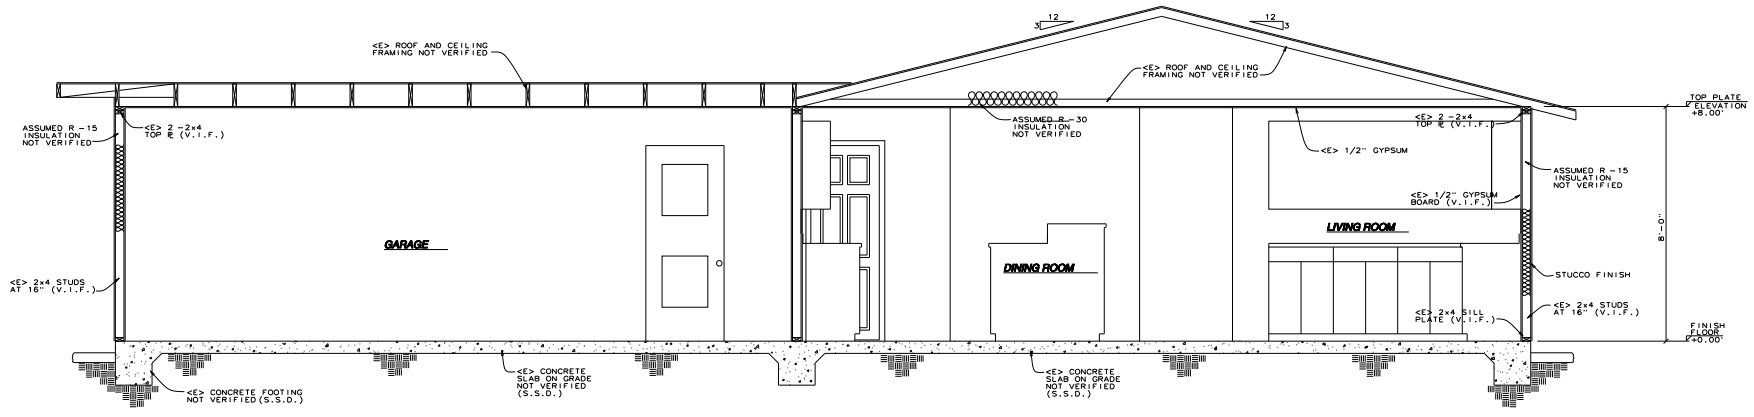 12
3
12
3
<E> ROOF AND CEILING
FRAMING NOT VERIFIED
<E> ROOF AND CEILING
FRAMING NOT VERIFIED
TOP PLATE
ELEVATION
+8.00'
ASSUMED R -15
INSULATION
NOT VERIFIED
<E> 2 -2x4
TOP ℙL (V.I.F.)
ASSUMED R -30
INSULATION
NOT VERIFIED
<E> 2 -2x4
TOP ℙL (V.I.F.)
<E> 1/2" GYPSUM
ASSUMED R -15
INSULATION
NOT VERIFIED
<E> 1/2" GYPSUM
BOARD (V.I.F.)
GARAGE
DINING ROOM
LIVING ROOM
8'-0"
STUCCO FINISH
<E> 2x4 STUDS
AT 16" (V.I.F.)
<E> 2x4 SILL
PLATE (V.I.F.)
<E> 2x4 STUDS
AT 16" (V.I.F.)
FINISH
FLOOR
+0.00'
<E> CONCRETE FOOTING
NOT VERIFIED (S.S.D.)
<E> CONCRETE
SLAB ON GRADE
NOT VERIFIED
(S.S.D.)
<E> CONCRETE
SLAB ON GRADE
NOT VERIFIED
(S.S.D.)